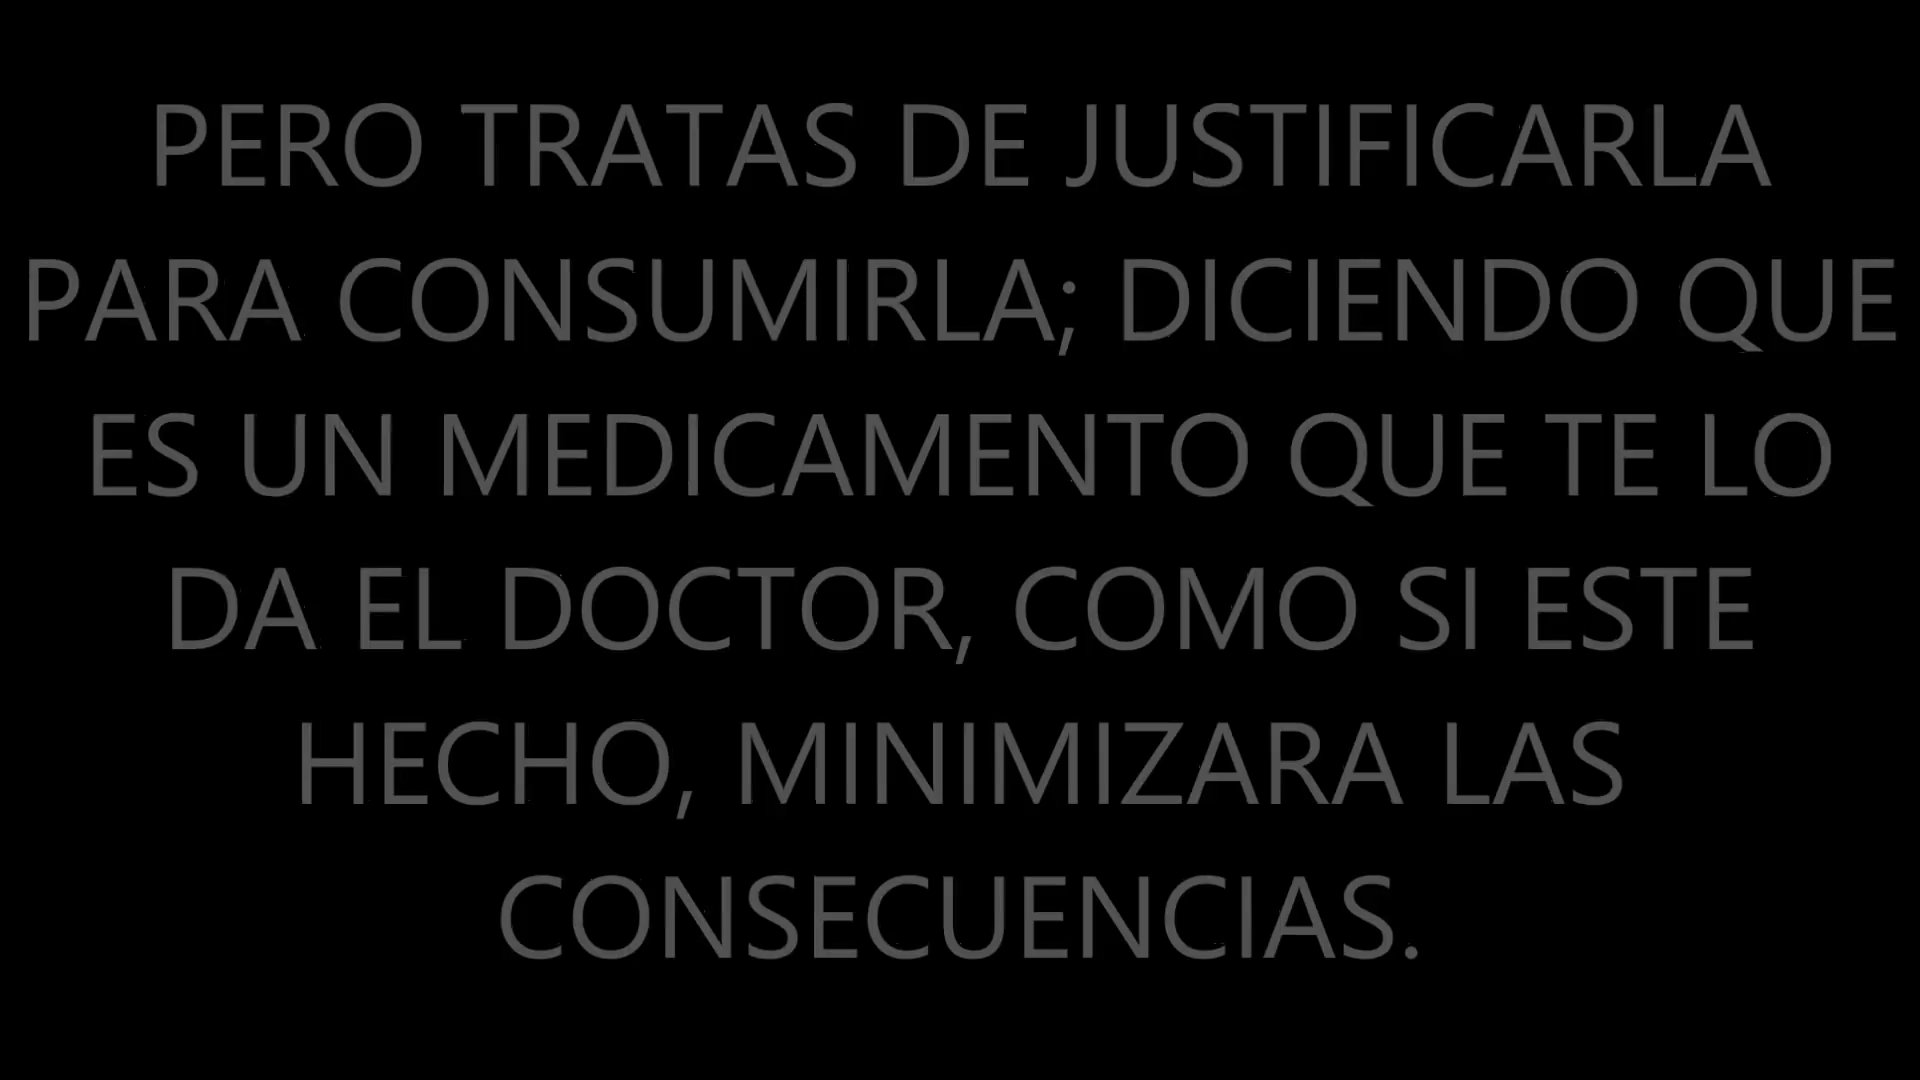 PERO TRATAS DE JUSTIFICARLA
PARA CONSUMIRLA; DICIENDO QUE
ES UN MEDICAMENTO QUE TE LO
DA EL DOCTOR, COMO SI ESTE
HECHO, MINIMIZARA LAS
CONSECUENCIAS.